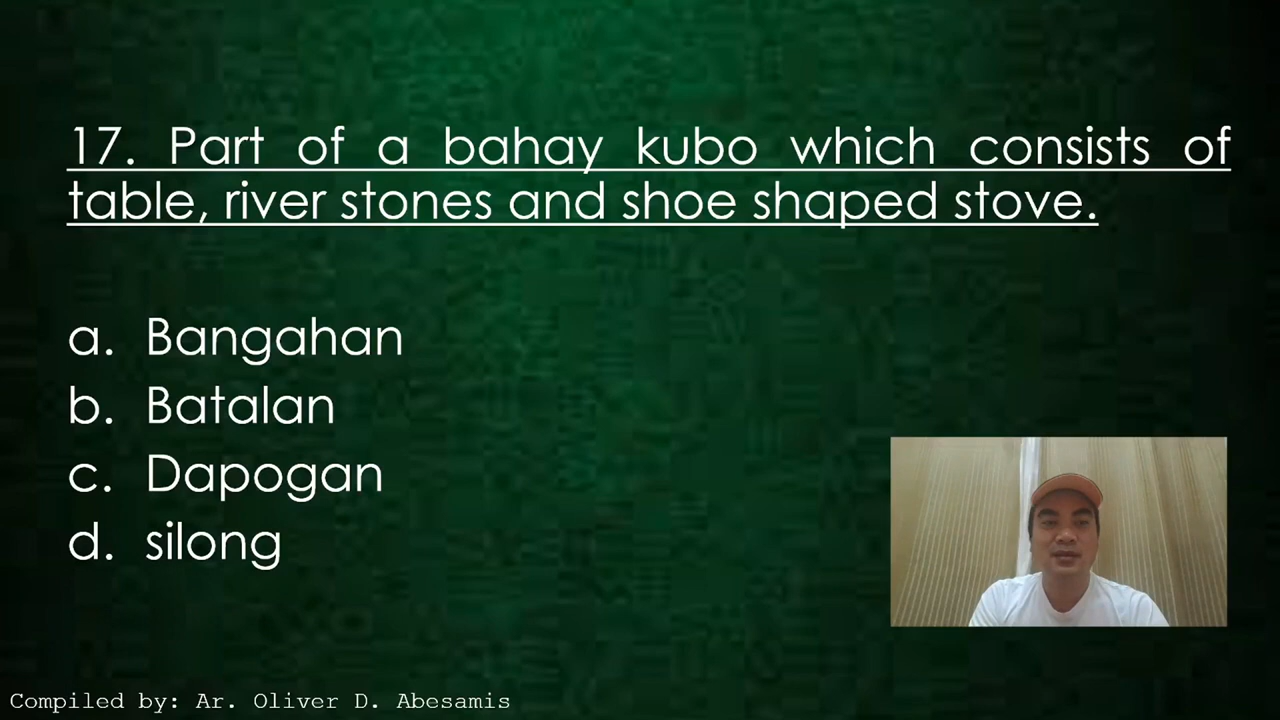 17. Part of a bahay kubo which consists of
table, river stones and shoe shaped stove.
a. Bangahan
b. Batalan
c. Dapogan
d. silong
Compiled by: Ar. Oliver D. Abesamis